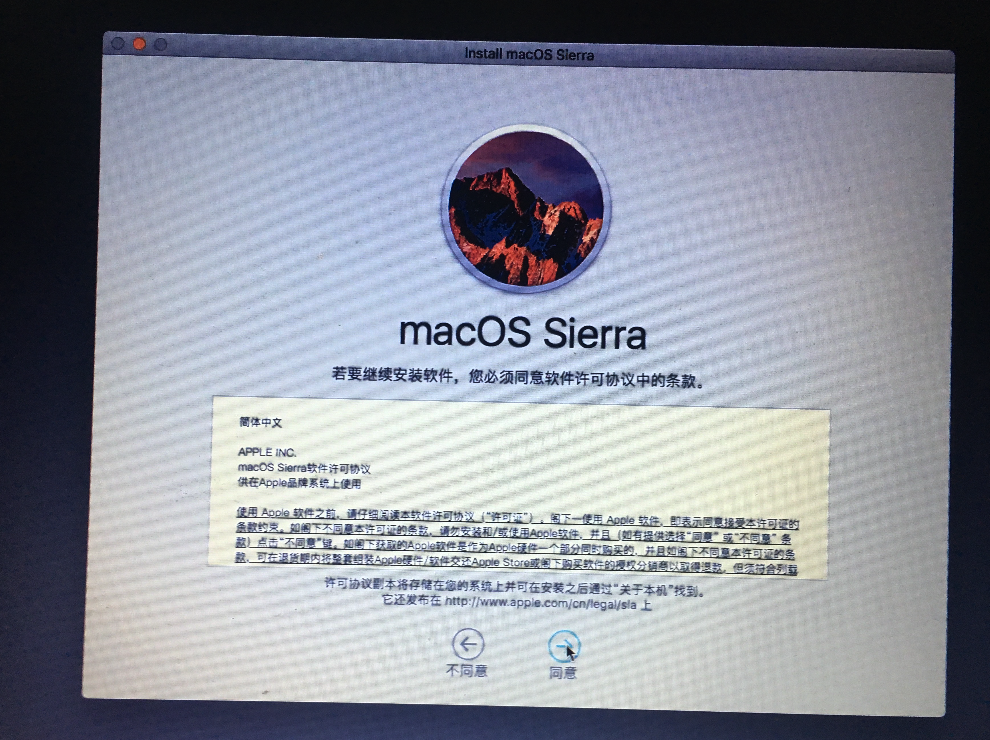 Install macOS Sierra
macOS Sierra
若要继续安装软件，您必须同意软件许可协议中的条款。
简体中文
APPLE INC.
macOS Sierra软件许可协议
供在Apple品牌系统上使用
使用 Apple 软件之前，请仔细阅读本软件许可协议（“许可证”）。阁下一使用 Apple 软件，即表示同意接受本许可证的
条款约束。如阁下不同意本许可证的条款，请勿安装和/或使用Apple软件，并且（如有提供选择“同意” 或“不同意” 条
款）点击“不同意”键。如阁下获取的Apple软件是作为Apple硬件一个部分同时购买的，并且如阁下不同意本许可证的条
款，可在退货期内将整套组装Apple硬件/软件交还Apple Store或阁下购买软件的授权分销商以取得退款，但须符合列载
许可协议副本将存储在您的系统上并可在安装之后通过“关于本机”找到。
它还发布在 http://www.apple.com/cn/legal/sla 上
不同意
同意